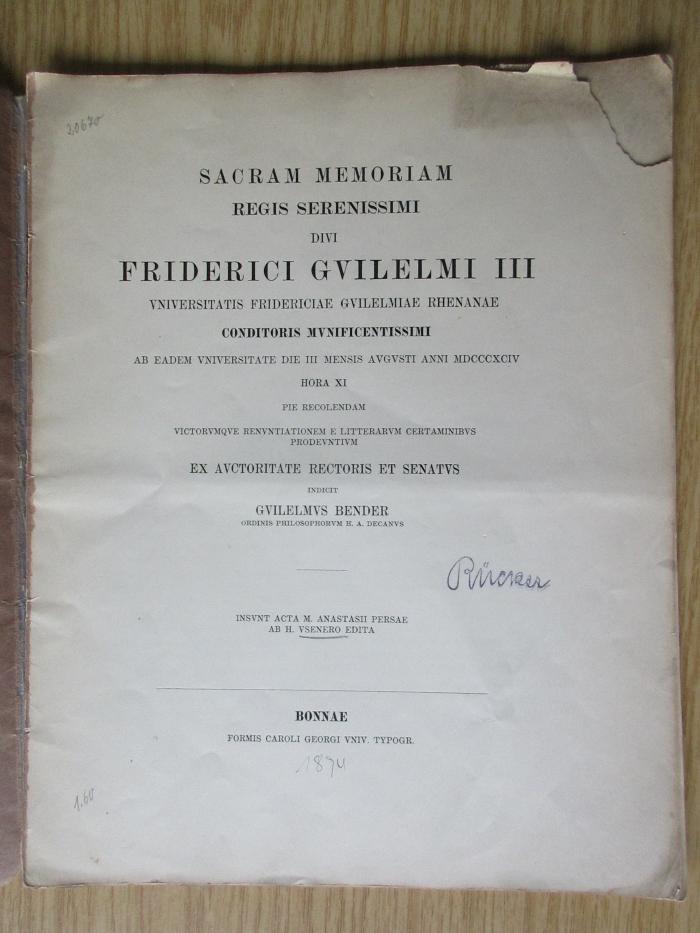 2,0670
SACRAM MEMORIAM
REGIS SERENISSIMI
DIVI
FRIDERICI GVILELMI III
VNIVERSITATIS FRIDERICIAE GVILELMIAE RHENANAE
CONDITORIS MVNIFICENTISSIMI
AB EADEM VNIVERSITATE DIE III MENSIS AVGVSTI ANNI MDCCCXCIV
HORA XI
PIE RECOLENDAM
VICTORVMQVE RENVNTIATIONEM E LITTERARVM CERTAMINIBVS
PRODEVNTIVM
EX AVCTORITATE RECTORIS ET SENATVS
INDICIT
GVILELMVS BENDER
ORDINIS PHILOSOPHORVM H. A. DECANVS
INSVNT ACTA M. ANASTASII PERSAE
AB H. VSENERO EDITA
BONNAE
FORMIS CAROLI GEORGI VNIV. TYPOGR.
1894
1.60